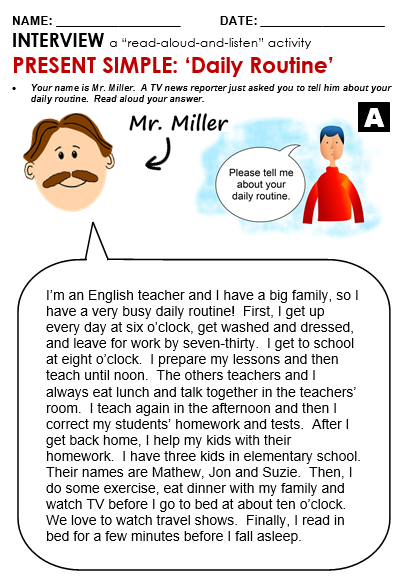 NAME: ____________________ DATE: ____________________
INTERVIEW a “read-aloud-and-listen” activity
PRESENT SIMPLE: ‘Daily Routine’
• Your name is Mr. Miller. A TV news reporter just asked you to tell him about your
daily routine. Read aloud your answer.
A
Mr. Miller
Please tell me
about your
daily routine.
I’m an English teacher and I have a big family, so I
have a very busy daily routine! First, I get up
every day at six o’clock, get washed and dressed,
and leave for work by seven-thirty. I get to school
at eight o’clock. I prepare my lessons and then
teach until noon. The others teachers and I
always eat lunch and talk together in the teachers’
room. I teach again in the afternoon and then I
correct my students’ homework and tests. After I
get back home, I help my kids with their
homework. I have three kids in elementary school.
Their names are Mathew, Jon and Suzie. Then, I
do some exercise, eat dinner with my family and
watch TV before I go to bed at about ten o’clock.
We love to watch travel shows. Finally, I read in
bed for a few minutes before I fall asleep.